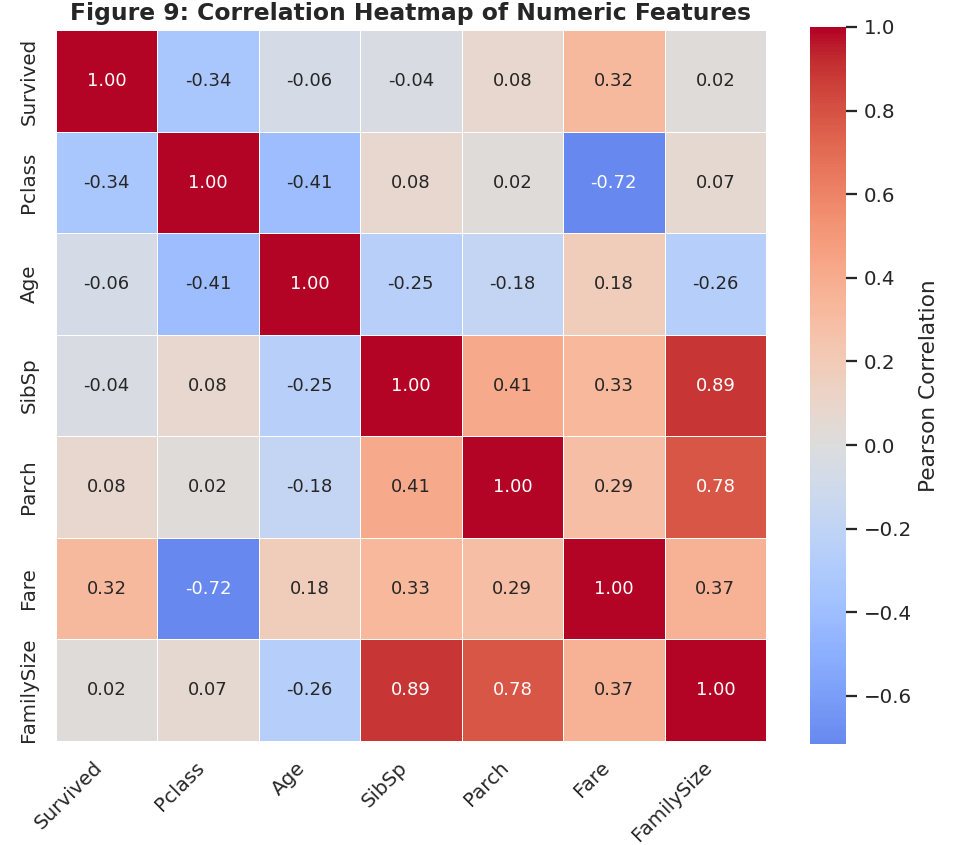 Figure 9: Correlation Heatmap of Numeric Features
Survived 1.00 -0.34 -0.06 -0.04 0.08 0.32 0.02
Pclass -0.34 1.00 -0.41 0.08 0.02 -0.72 0.07
Age -0.06 -0.41 1.00 -0.25 -0.18 0.18 -0.26
SibSp -0.04 0.08 -0.25 1.00 0.41 0.33 0.89
Parch 0.08 0.02 -0.18 0.41 1.00 0.29 0.78
Fare 0.32 -0.72 0.18 0.33 0.29 1.00 0.37
FamilySize 0.02 0.07 -0.26 0.89 0.78 0.37 1.00
Survived Pclass Age SibSp Parch Fare FamilySize
1.0
0.8
0.6
0.4
0.2
0.0
−0.2
−0.4
−0.6
Pearson Correlation